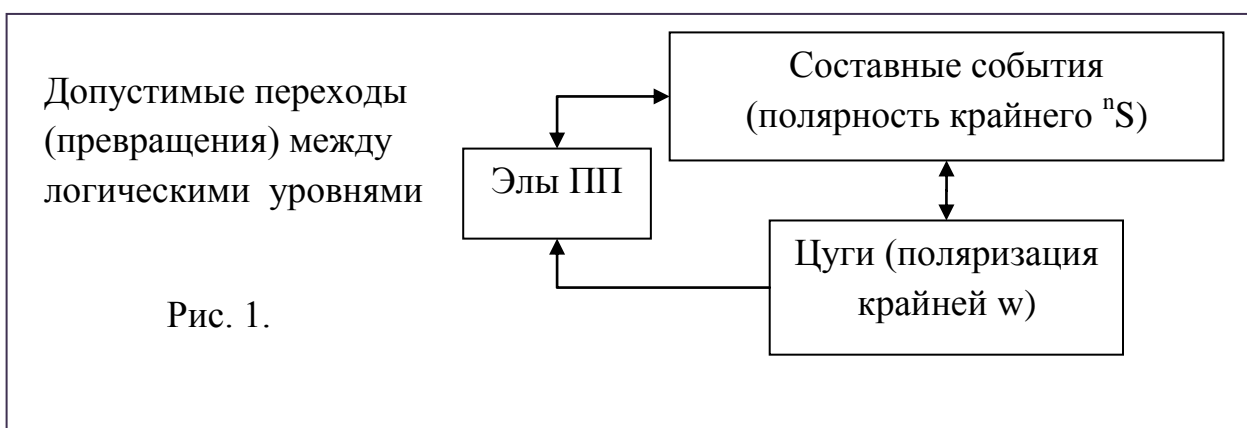 Допустимые переходы
(превращения) между
логическими уровнями
Рис. 1.
Элы ПП
Составные события
(полярность крайнего ⁿS)
Цуги (поляризация
крайней w)